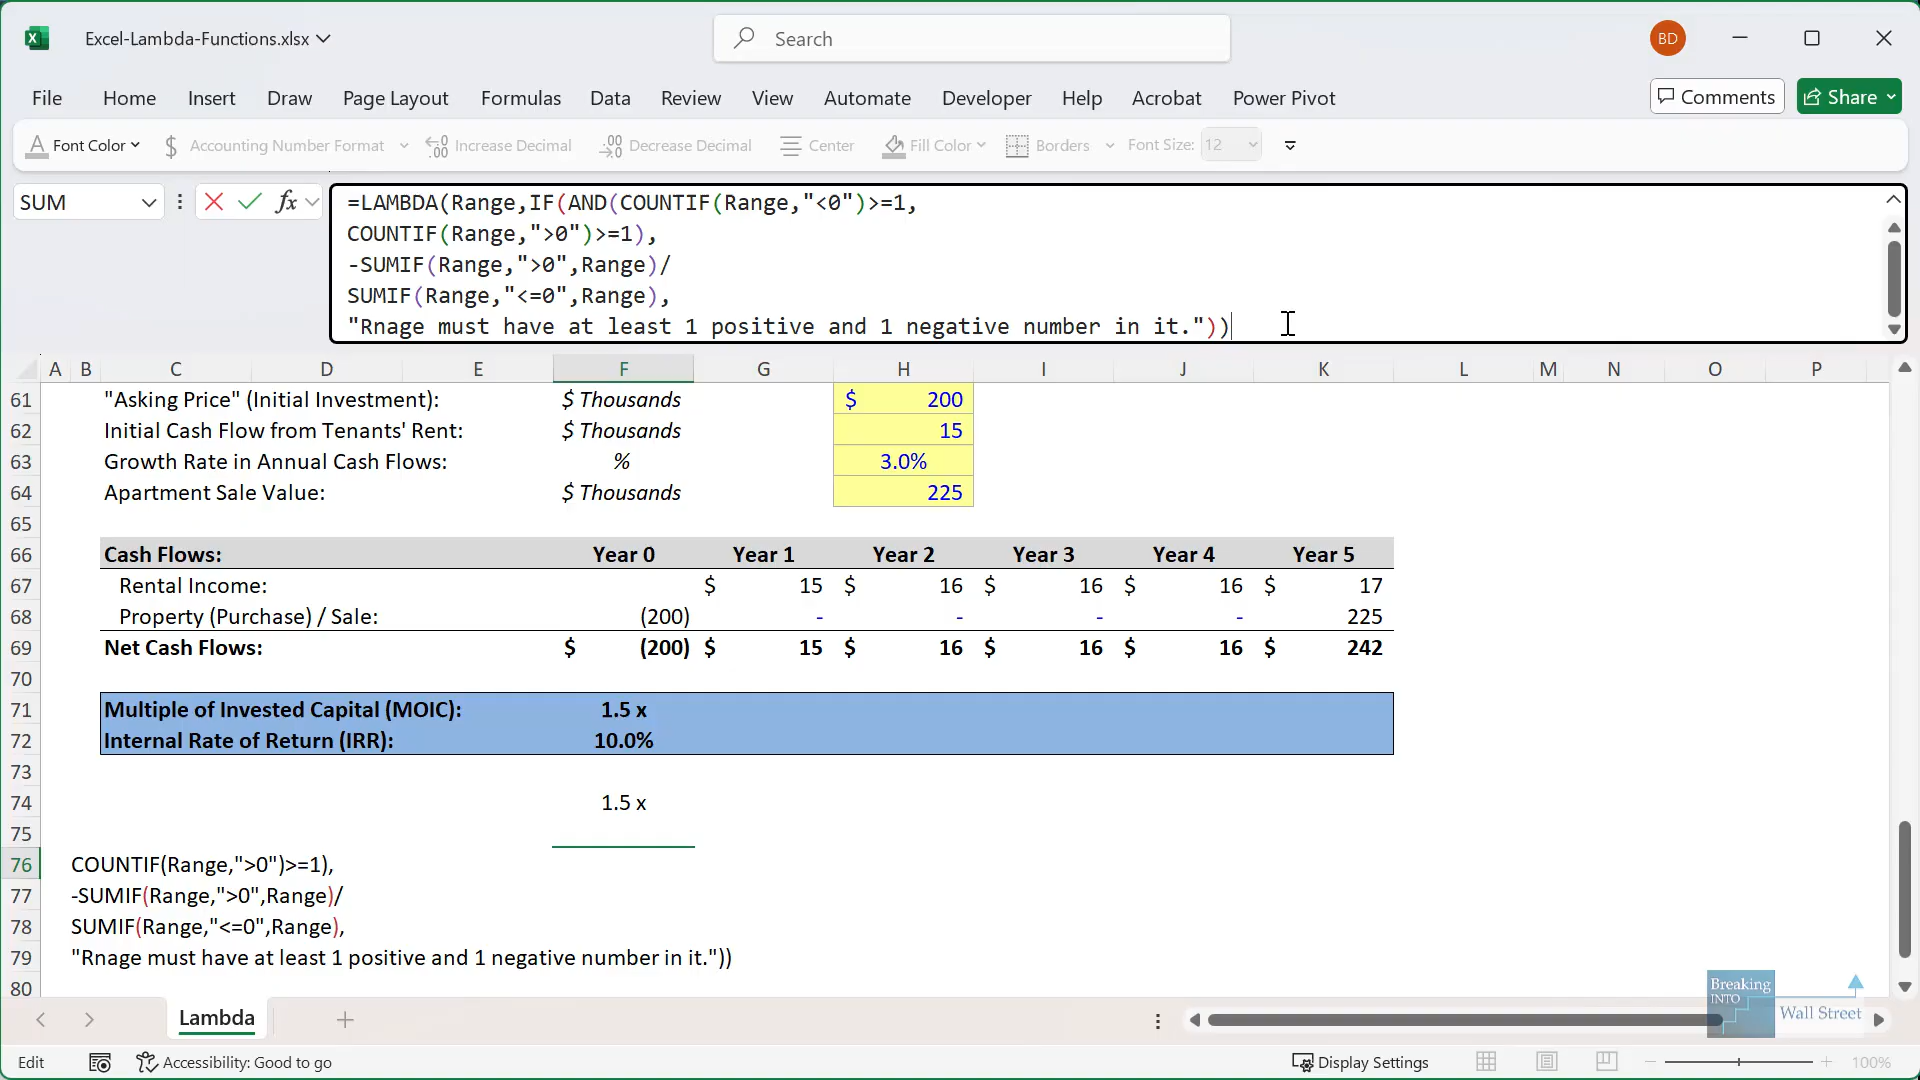 Excel-Lambda-Functions.xlsx
Search
BD
File Home Insert Draw Page Layout Formulas Data Review View Automate Developer Help Acrobat Power Pivot Comments Share
Font Color $ Accounting Number Format Increase Decimal Decrease Decimal Center Fill Color Borders Font Size: 12
SUM
fx
=LAMBDA(Range,IF(AND(COUNTIF(Range,"<0")>=1,
COUNTIF(Range,">0")>=1),
-SUMIF(Range,">0",Range)/
SUMIF(Range,"<=0",Range),
"Rnage must have at least 1 positive and 1 negative number in it."))
A B C D E F G H I J K L M N O P
61 "Asking Price" (Initial Investment): $ Thousands $ 200
62 Initial Cash Flow from Tenants' Rent: $ Thousands 15
63 Growth Rate in Annual Cash Flows: % 3.0%
64 Apartment Sale Value: $ Thousands 225
65
66 Cash Flows: Year 0 Year 1 Year 2 Year 3 Year 4 Year 5
67 Rental Income: $ 15 $ 16 $ 16 $ 16 $ 17
68 Property (Purchase) / Sale: (200) - - - - 225
69 Net Cash Flows: $ (200) $ 15 $ 16 $ 16 $ 16 $ 242
70
71 Multiple of Invested Capital (MOIC): 1.5 x
72 Internal Rate of Return (IRR): 10.0%
73
74 1.5 x
75
76 COUNTIF(Range,">0")>=1),
77 -SUMIF(Range,">0",Range)/
78 SUMIF(Range,"<=0",Range),
79 "Rnage must have at least 1 positive and 1 negative number in it."))
80
Breaking
INTO
Wall Street
Lambda
Edit Accessibility: Good to go Display Settings 100%